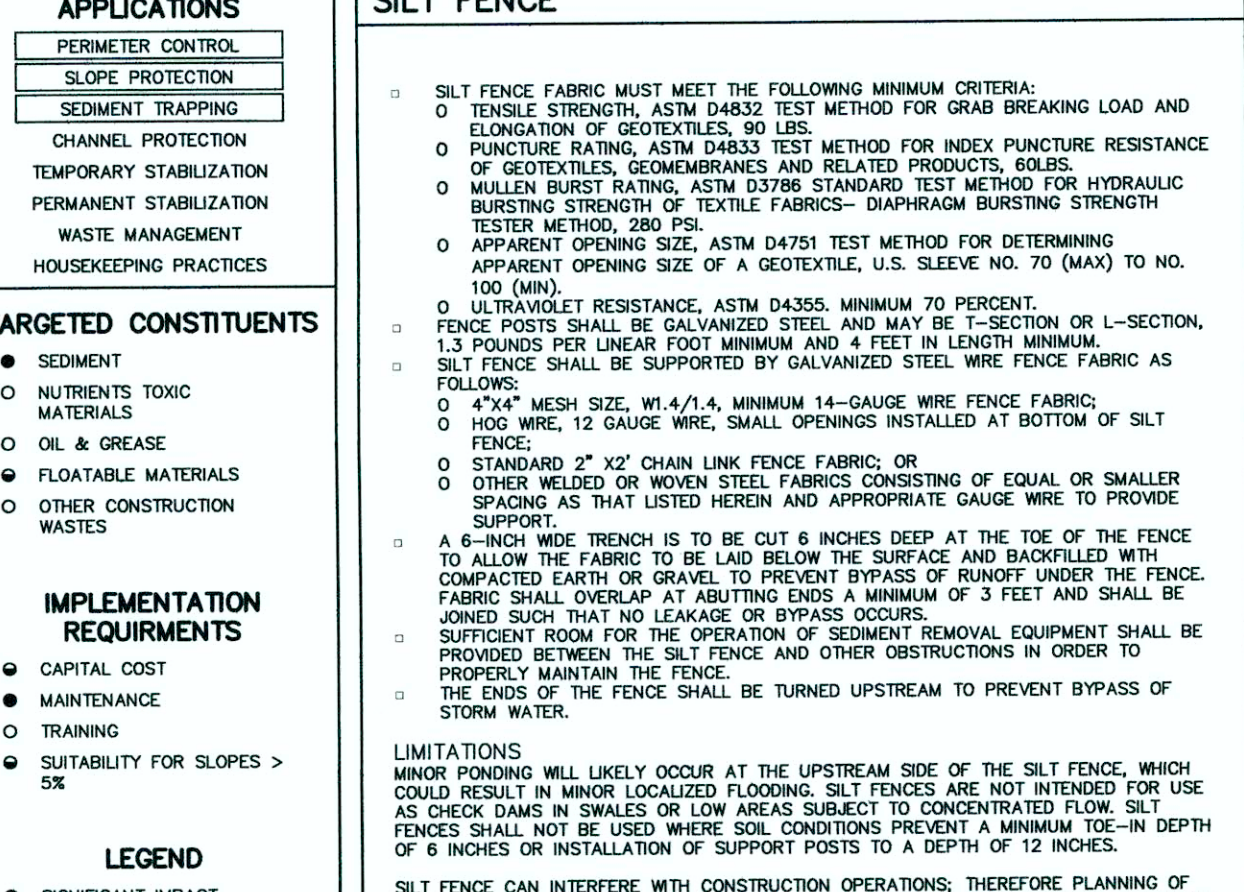 APPLICATIONS
PERIMETER CONTROL
SLOPE PROTECTION
SEDIMENT TRAPPING
CHANNEL PROTECTION
TEMPORARY STABILIZATION
PERMANENT STABILIZATION
WASTE MANAGEMENT
HOUSEKEEPING PRACTICES
ARGETED CONSTITUENTS
● SEDIMENT
○ NUTRIENTS TOXIC
MATERIALS
○ OIL & GREASE
◒ FLOATABLE MATERIALS
○ OTHER CONSTRUCTION
WASTES
IMPLEMENTATION
REQUIRMENTS
◒ CAPITAL COST
● MAINTENANCE
○ TRAINING
◒ SUITABILITY FOR SLOPES >
5%
LEGEND
SIGNIFICANT IMPACT
SILT FENCE
□ SILT FENCE FABRIC MUST MEET THE FOLLOWING MINIMUM CRITERIA:
O TENSILE STRENGTH, ASTM D4832 TEST METHOD FOR GRAB BREAKING LOAD AND
ELONGATION OF GEOTEXTILES, 90 LBS.
O PUNCTURE RATING, ASTM D4833 TEST METHOD FOR INDEX PUNCTURE RESISTANCE
OF GEOTEXTILES, GEOMEMBRANES AND RELATED PRODUCTS, 60LBS.
O MULLEN BURST RATING, ASTM D3786 STANDARD TEST METHOD FOR HYDRAULIC
BURSTING STRENGTH OF TEXTILE FABRICS– DIAPHRAGM BURSTING STRENGTH
TESTER METHOD, 280 PSI.
O APPARENT OPENING SIZE, ASTM D4751 TEST METHOD FOR DETERMINING
APPARENT OPENING SIZE OF A GEOTEXTILE, U.S. SLEEVE NO. 70 (MAX) TO NO.
100 (MIN).
O ULTRAVIOLET RESISTANCE, ASTM D4355. MINIMUM 70 PERCENT.
□ FENCE POSTS SHALL BE GALVANIZED STEEL AND MAY BE T–SECTION OR L–SECTION,
1.3 POUNDS PER LINEAR FOOT MINIMUM AND 4 FEET IN LENGTH MINIMUM.
□ SILT FENCE SHALL BE SUPPORTED BY GALVANIZED STEEL WIRE FENCE FABRIC AS
FOLLOWS:
O 4"X4" MESH SIZE, W1.4/1.4, MINIMUM 14–GAUGE WIRE FENCE FABRIC;
O HOG WIRE, 12 GAUGE WIRE, SMALL OPENINGS INSTALLED AT BOTTOM OF SILT
FENCE;
O STANDARD 2" X2' CHAIN LINK FENCE FABRIC; OR
O OTHER WELDED OR WOVEN STEEL FABRICS CONSISTING OF EQUAL OR SMALLER
SPACING AS THAT LISTED HEREIN AND APPROPRIATE GAUGE WIRE TO PROVIDE
SUPPORT.
□ A 6–INCH WIDE TRENCH IS TO BE CUT 6 INCHES DEEP AT THE TOE OF THE FENCE
TO ALLOW THE FABRIC TO BE LAID BELOW THE SURFACE AND BACKFILLED WITH
COMPACTED EARTH OR GRAVEL TO PREVENT BYPASS OF RUNOFF UNDER THE FENCE.
FABRIC SHALL OVERLAP AT ABUTTING ENDS A MINIMUM OF 3 FEET AND SHALL BE
JOINED SUCH THAT NO LEAKAGE OR BYPASS OCCURS.
□ SUFFICIENT ROOM FOR THE OPERATION OF SEDIMENT REMOVAL EQUIPMENT SHALL BE
PROVIDED BETWEEN THE SILT FENCE AND OTHER OBSTRUCTIONS IN ORDER TO
PROPERLY MAINTAIN THE FENCE.
□ THE ENDS OF THE FENCE SHALL BE TURNED UPSTREAM TO PREVENT BYPASS OF
STORM WATER.
LIMITATIONS
MINOR PONDING WILL LIKELY OCCUR AT THE UPSTREAM SIDE OF THE SILT FENCE, WHICH
COULD RESULT IN MINOR LOCALIZED FLOODING. SILT FENCES ARE NOT INTENDED FOR USE
AS CHECK DAMS IN SWALES OR LOW AREAS SUBJECT TO CONCENTRATED FLOW. SILT
FENCES SHALL NOT BE USED WHERE SOIL CONDITIONS PREVENT A MINIMUM TOE–IN DEPTH
OF 6 INCHES OR INSTALLATION OF SUPPORT POSTS TO A DEPTH OF 12 INCHES.
SILT FENCE CAN INTERFERE WITH CONSTRUCTION OPERATIONS; THEREFORE PLANNING OF